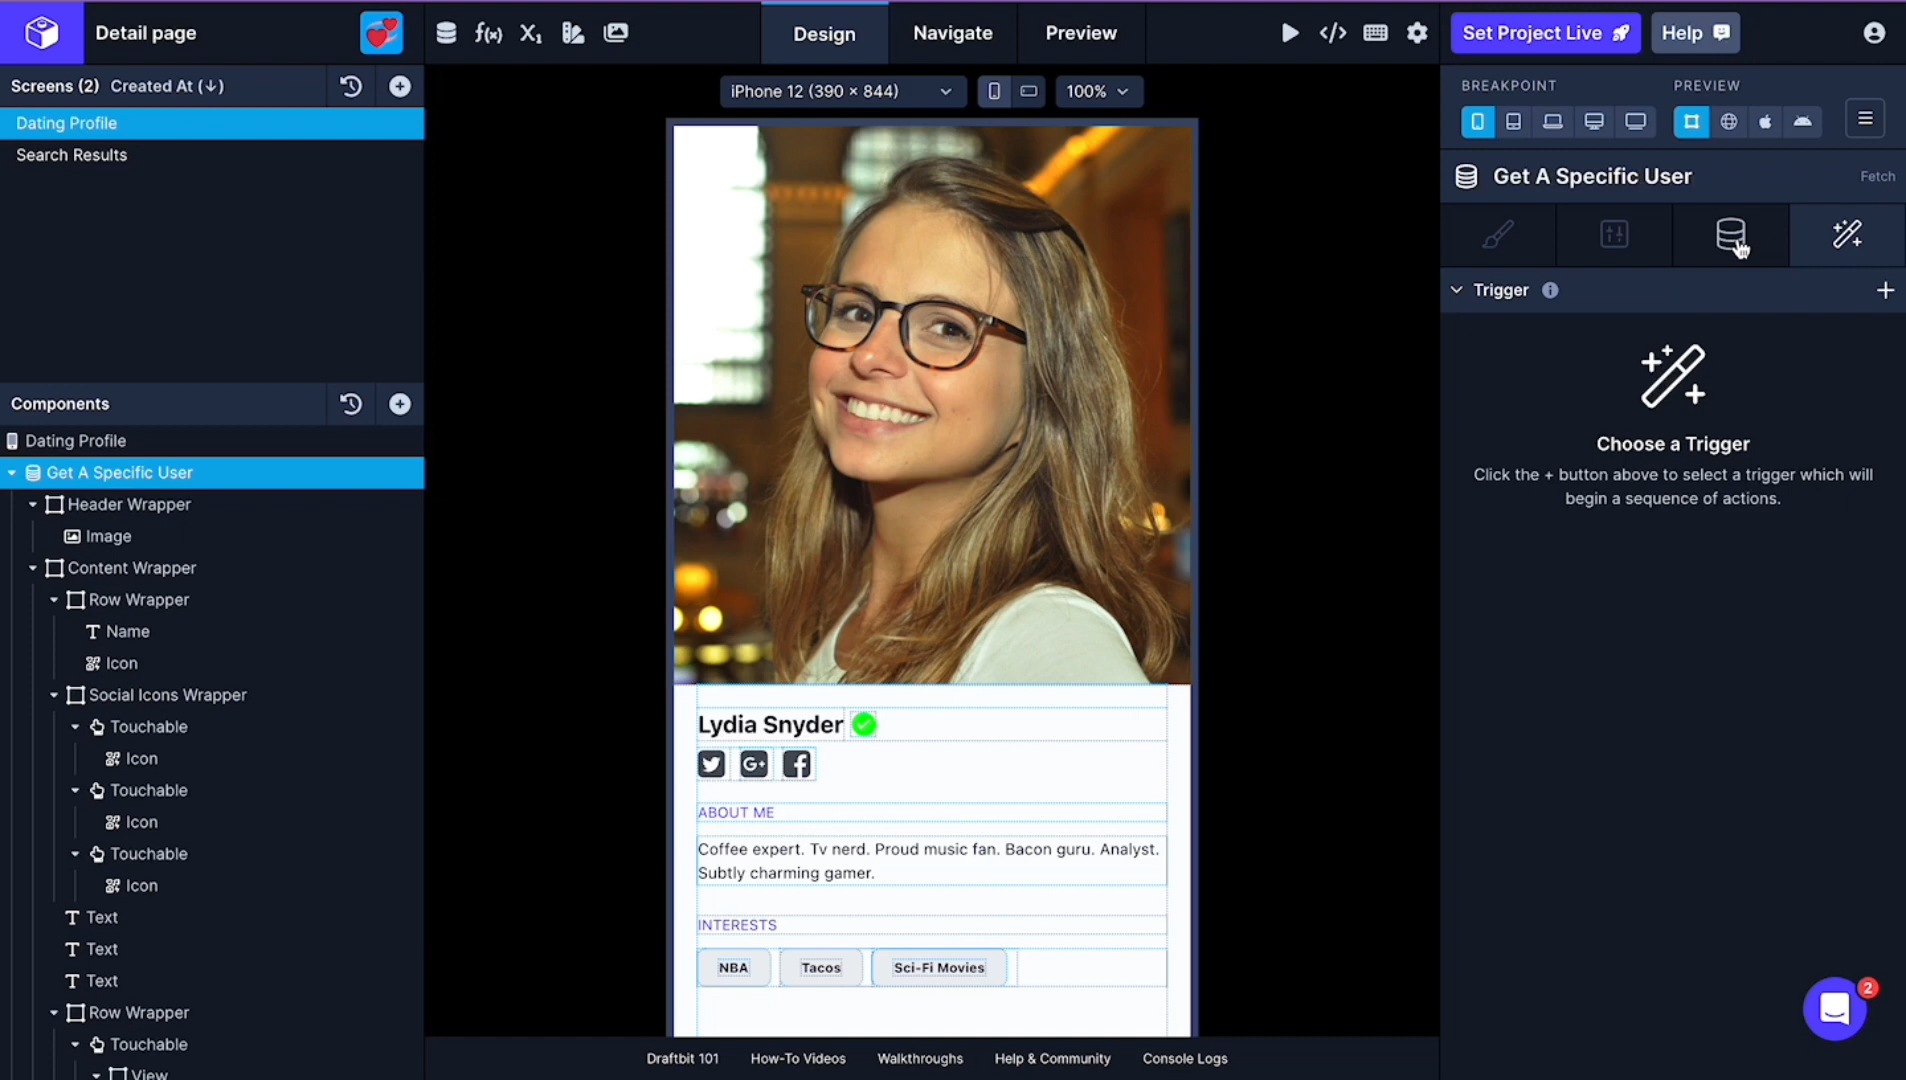 Detail page
f(x)
X₁
Design
Navigate
Preview
Set Project Live
Help
Screens (2) Created At (↓)
Dating Profile
Search Results
iPhone 12 (390 × 844)
100%
BREAKPOINT
PREVIEW
Get A Specific User
Fetch
Trigger
Choose a Trigger
Click the + button above to select a trigger which will
begin a sequence of actions.
Components
Dating Profile
Get A Specific User
Header Wrapper
Image
Content Wrapper
Row Wrapper
Name
Icon
Social Icons Wrapper
Touchable
Icon
Touchable
Icon
Touchable
Icon
Text
Text
Text
Row Wrapper
Touchable
View
Lydia Snyder
G+
ABOUT ME
Coffee expert. Tv nerd. Proud music fan. Bacon guru. Analyst.
Subtly charming gamer.
INTERESTS
NBA
Tacos
Sci-Fi Movies
2
Draftbit 101
How-To Videos
Walkthroughs
Help & Community
Console Logs